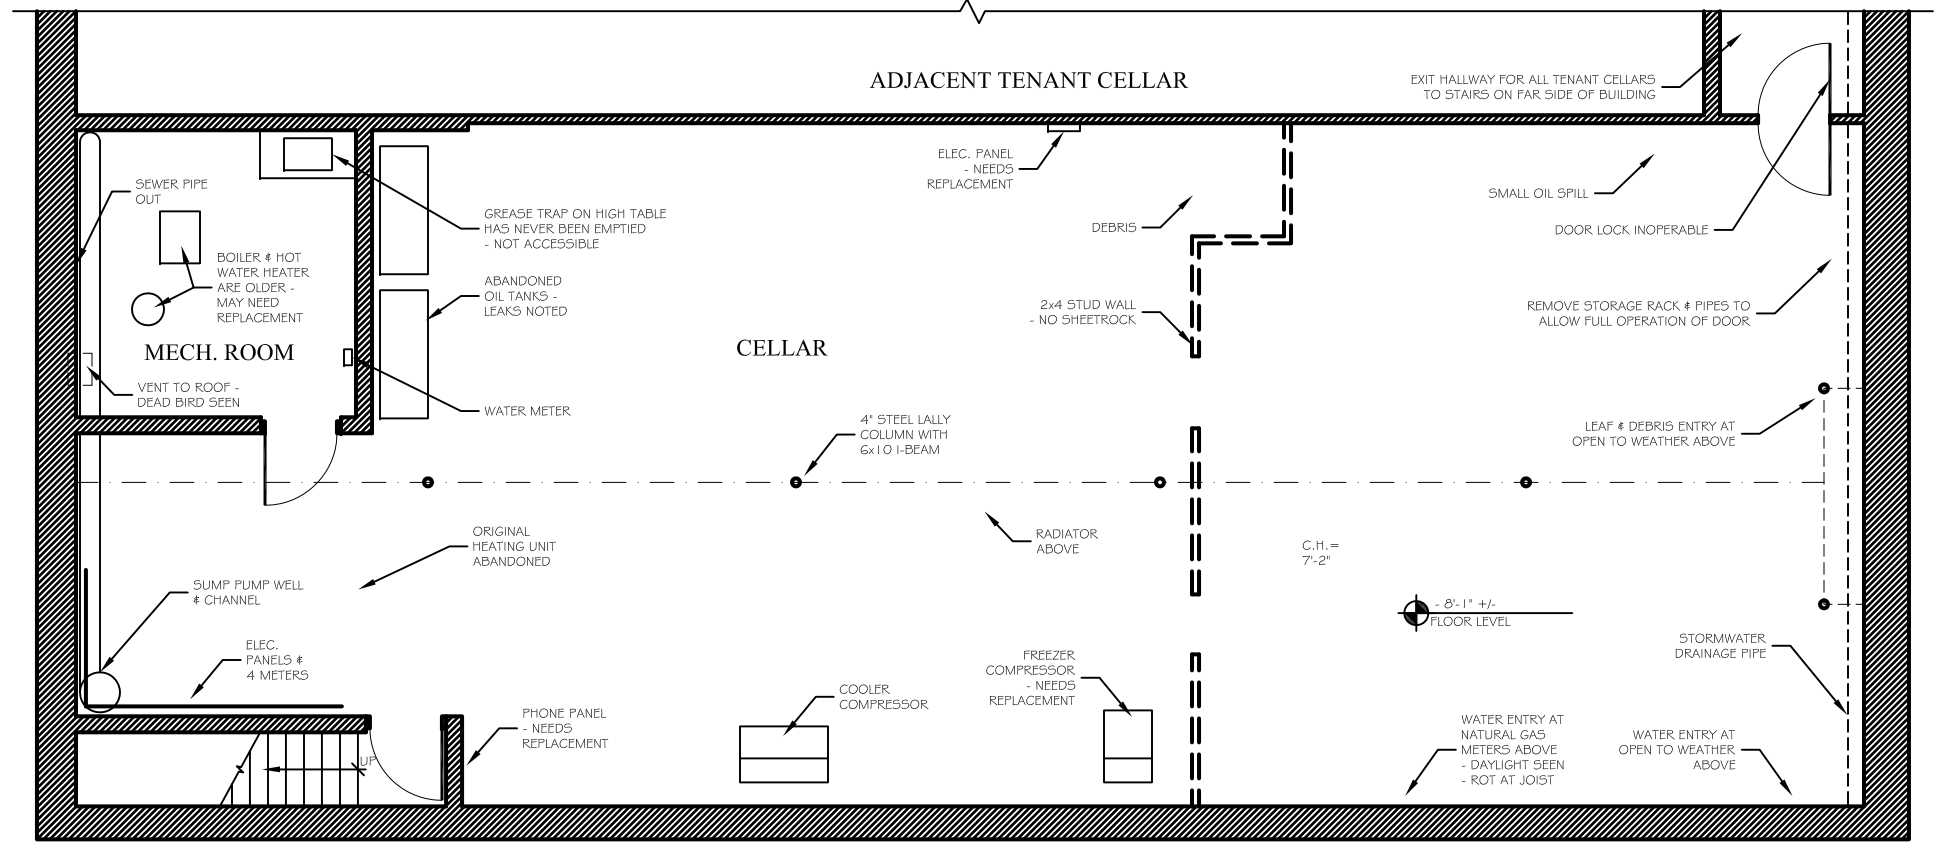 ADJACENT TENANT CELLAR
EXIT HALLWAY FOR ALL TENANT CELLARS
TO STAIRS ON FAR SIDE OF BUILDING
ELEC. PANEL
- NEEDS
REPLACEMENT
SEWER PIPE
OUT
SMALL OIL SPILL
GREASE TRAP ON HIGH TABLE
HAS NEVER BEEN EMPTIED
- NOT ACCESSIBLE
DEBRIS
DOOR LOCK INOPERABLE
BOILER & HOT
WATER HEATER
ARE OLDER -
MAY NEED
REPLACEMENT
ABANDONED
OIL TANKS -
LEAKS NOTED
2x4 STUD WALL
- NO SHEETROCK
REMOVE STORAGE RACK & PIPES TO
ALLOW FULL OPERATION OF DOOR
MECH. ROOM
CELLAR
VENT TO ROOF -
DEAD BIRD SEEN
WATER METER
4" STEEL LALLY
COLUMN WITH
6x10 I-BEAM
LEAF & DEBRIS ENTRY AT
OPEN TO WEATHER ABOVE
ORIGINAL
HEATING UNIT
ABANDONED
RADIATOR
ABOVE
C.H.=
7'-2"
SUMP PUMP WELL
& CHANNEL
- 8'-1" +/-
FLOOR LEVEL
ELEC.
PANELS &
4 METERS
STORMWATER
DRAINAGE PIPE
FREEZER
COMPRESSOR
- NEEDS
REPLACEMENT
COOLER
COMPRESSOR
PHONE PANEL
- NEEDS
REPLACEMENT
WATER ENTRY AT
NATURAL GAS
METERS ABOVE
- DAYLIGHT SEEN
- ROT AT JOIST
WATER ENTRY AT
OPEN TO WEATHER
ABOVE
UP